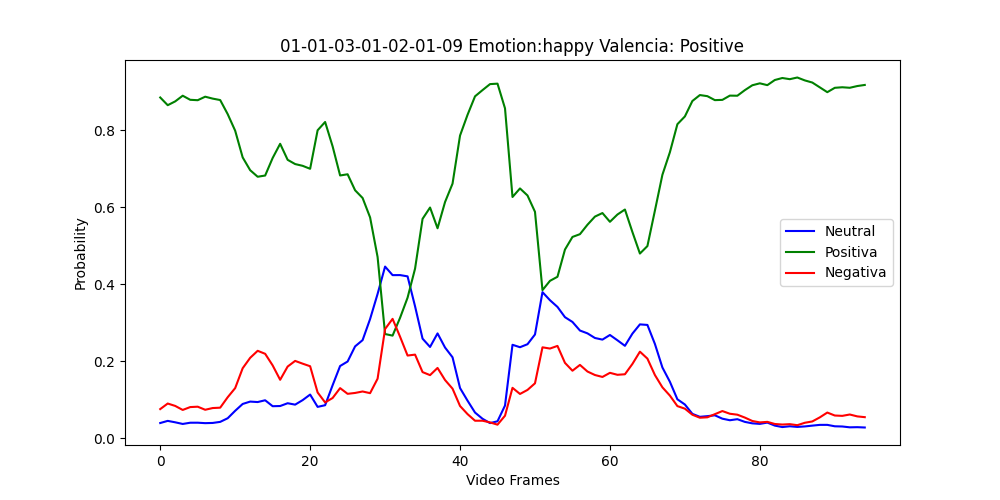 01-01-03-01-02-01-09 Emotion:happy Valencia: Positive
Probability
0.8
0.6
0.4
0.2
0.0
Neutral
Positiva
Negativa
0 20 40 60 80
Video Frames